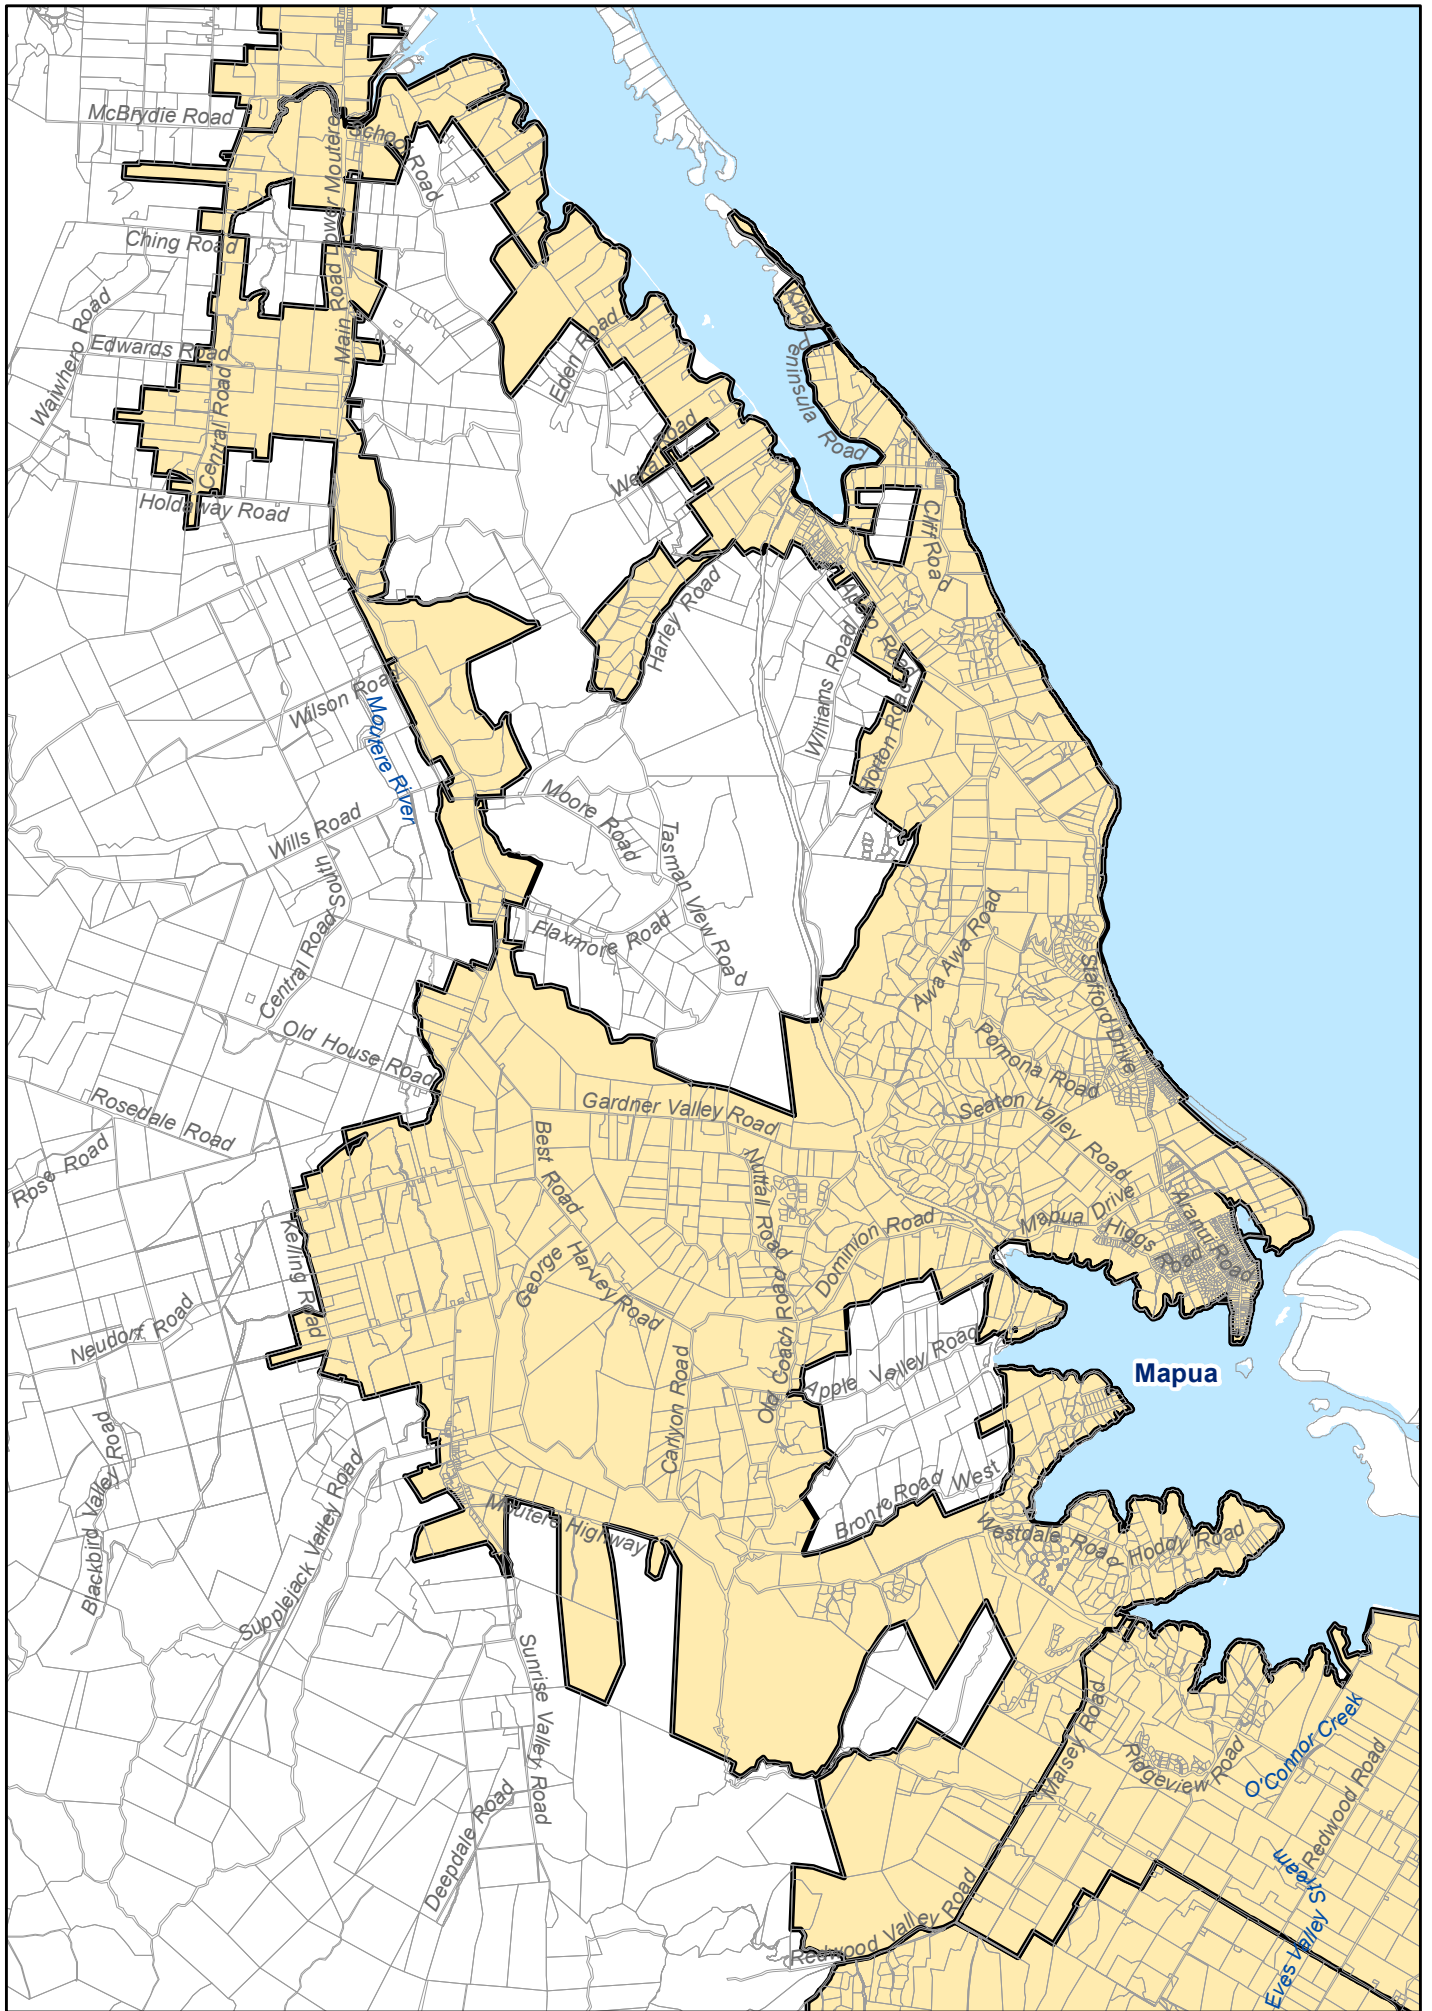 McBrydie Road
School Road
Main Road Lower Moutere
Ching Road
Waiwhero Road
Edwards Road
Central Road
Holdaway Road
Eden Road
Kina Peninsula Road
Weka Road
Cliff Road
Harley Road
Aporo Road
Williams Road
Horton Road
Wilson Road
Moutere River
Moore Road
Wills Road
Tasman View Road
Central Road South
Flaxmore Road
Awa Awa Road
Stafford Drive
Old House Road
Pomona Road
Rosedale Road
Gardner Valley Road
Seaton Valley Road
Rose Road
Best Road
Nuttall Road
Mapua Drive
Higgs Road
Aranui Road
Kelling Road
George Harvey Road
Dominion Road
Neudorf Road
Old Coach Road
Apple Valley Road
Mapua
Carlyon Road
Backbird Valley Road
Supplejack Valley Road
Bronte Road West
Moutere Highway
Westdale Road
Hoddy Road
Sunrise Valley Road
Maisey Road
Ridgeview Road
O'Connor Creek
Redwood Road
Deepdale Road
Redwood Valley Road
Eves Valley Stream